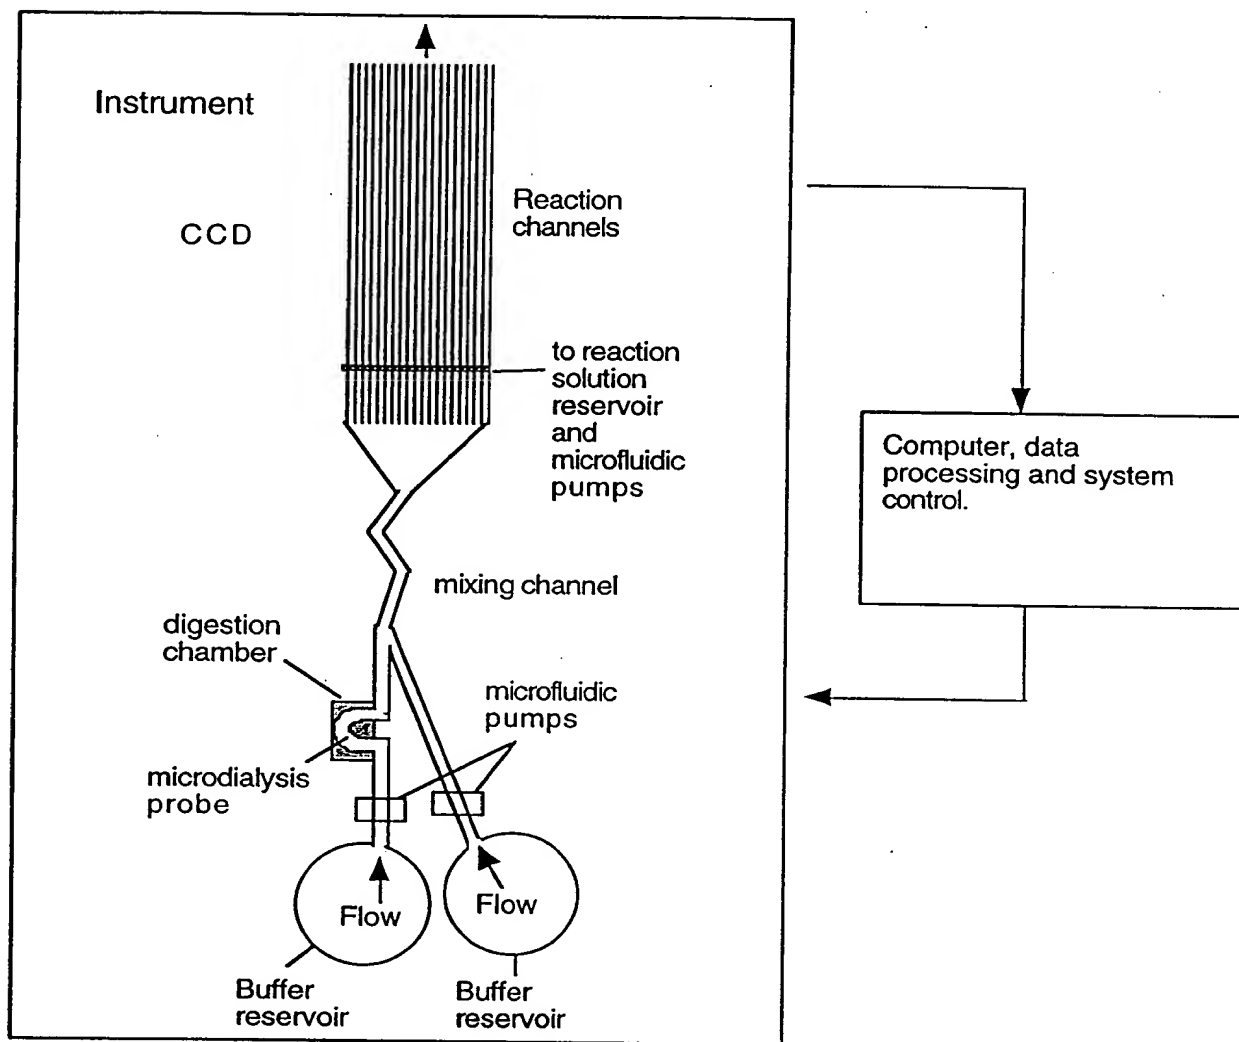 Instrument
CCD
Reaction
channels
to reaction
solution
reservoir
and
microfluidic
pumps
Computer, data
processing and system
control.
mixing channel
digestion
chamber
microfluidic
pumps
microdialysis
probe
Flow
Flow
Buffer
reservoir
Buffer
reservoir